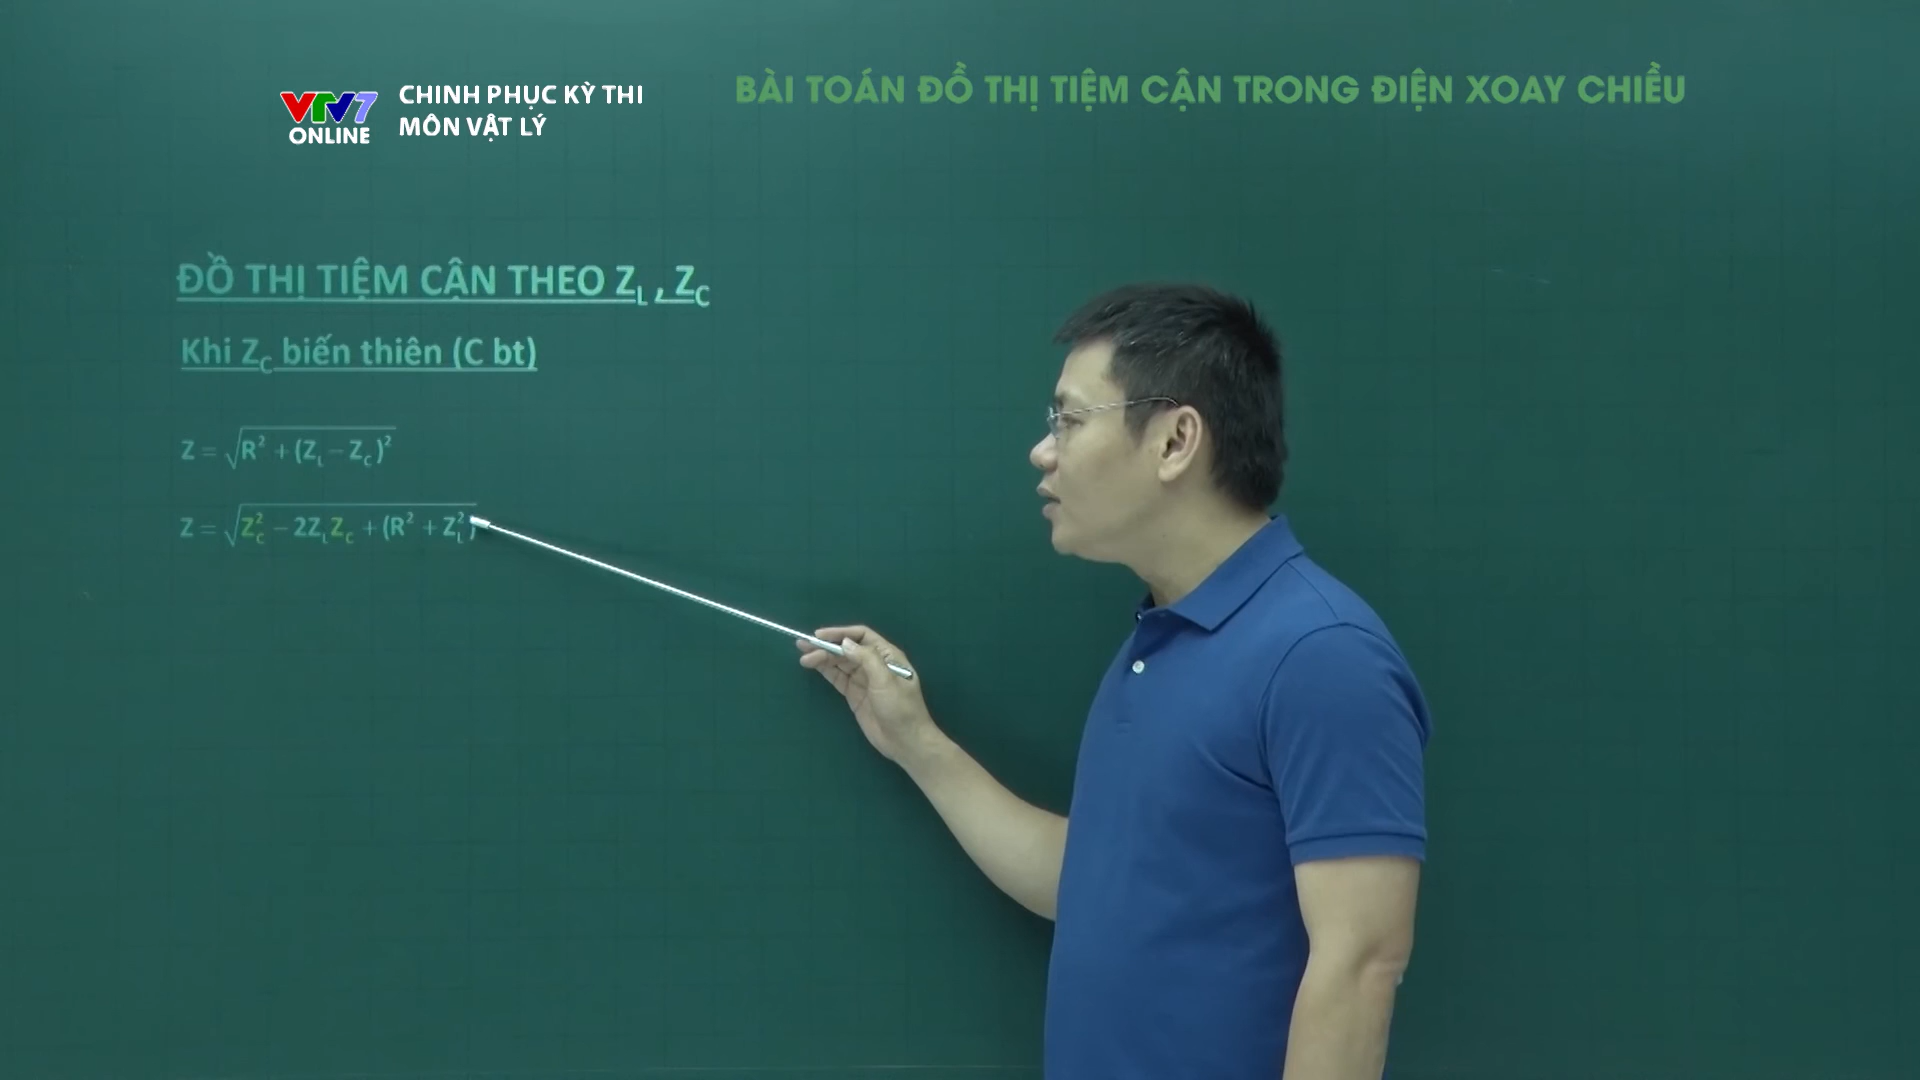 VTV7
ONLINE
CHINH PHỤC KỲ THI
MÔN VẬT LÝ
BÀI TOÁN ĐỒ THỊ TIỆM CẬN TRONG ĐIỆN XOAY CHIỀU
ĐỒ THỊ TIỆM CẬN THEO Z_L , Z_C
Khi Z_C biến thiên (C bt)
Z = √(R² + (Z_L − Z_C)²)
Z = √(Z_C² − 2Z_L Z_C + (R² + Z_L²))